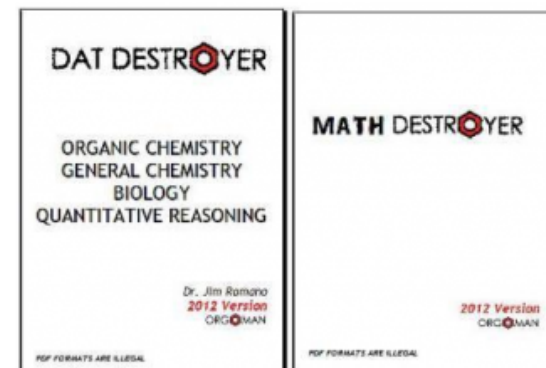 DAT DESTROYER
ORGANIC CHEMISTRY
GENERAL CHEMISTRY
BIOLOGY
QUANTITATIVE REASONING
Dr. Jim Romano
2012 Version
ORGOMAN
PDF FORMATS ARE ILLEGAL
MATH DESTROYER
2012 Version
ORGOMAN
PDF FORMATS ARE ILLEGAL